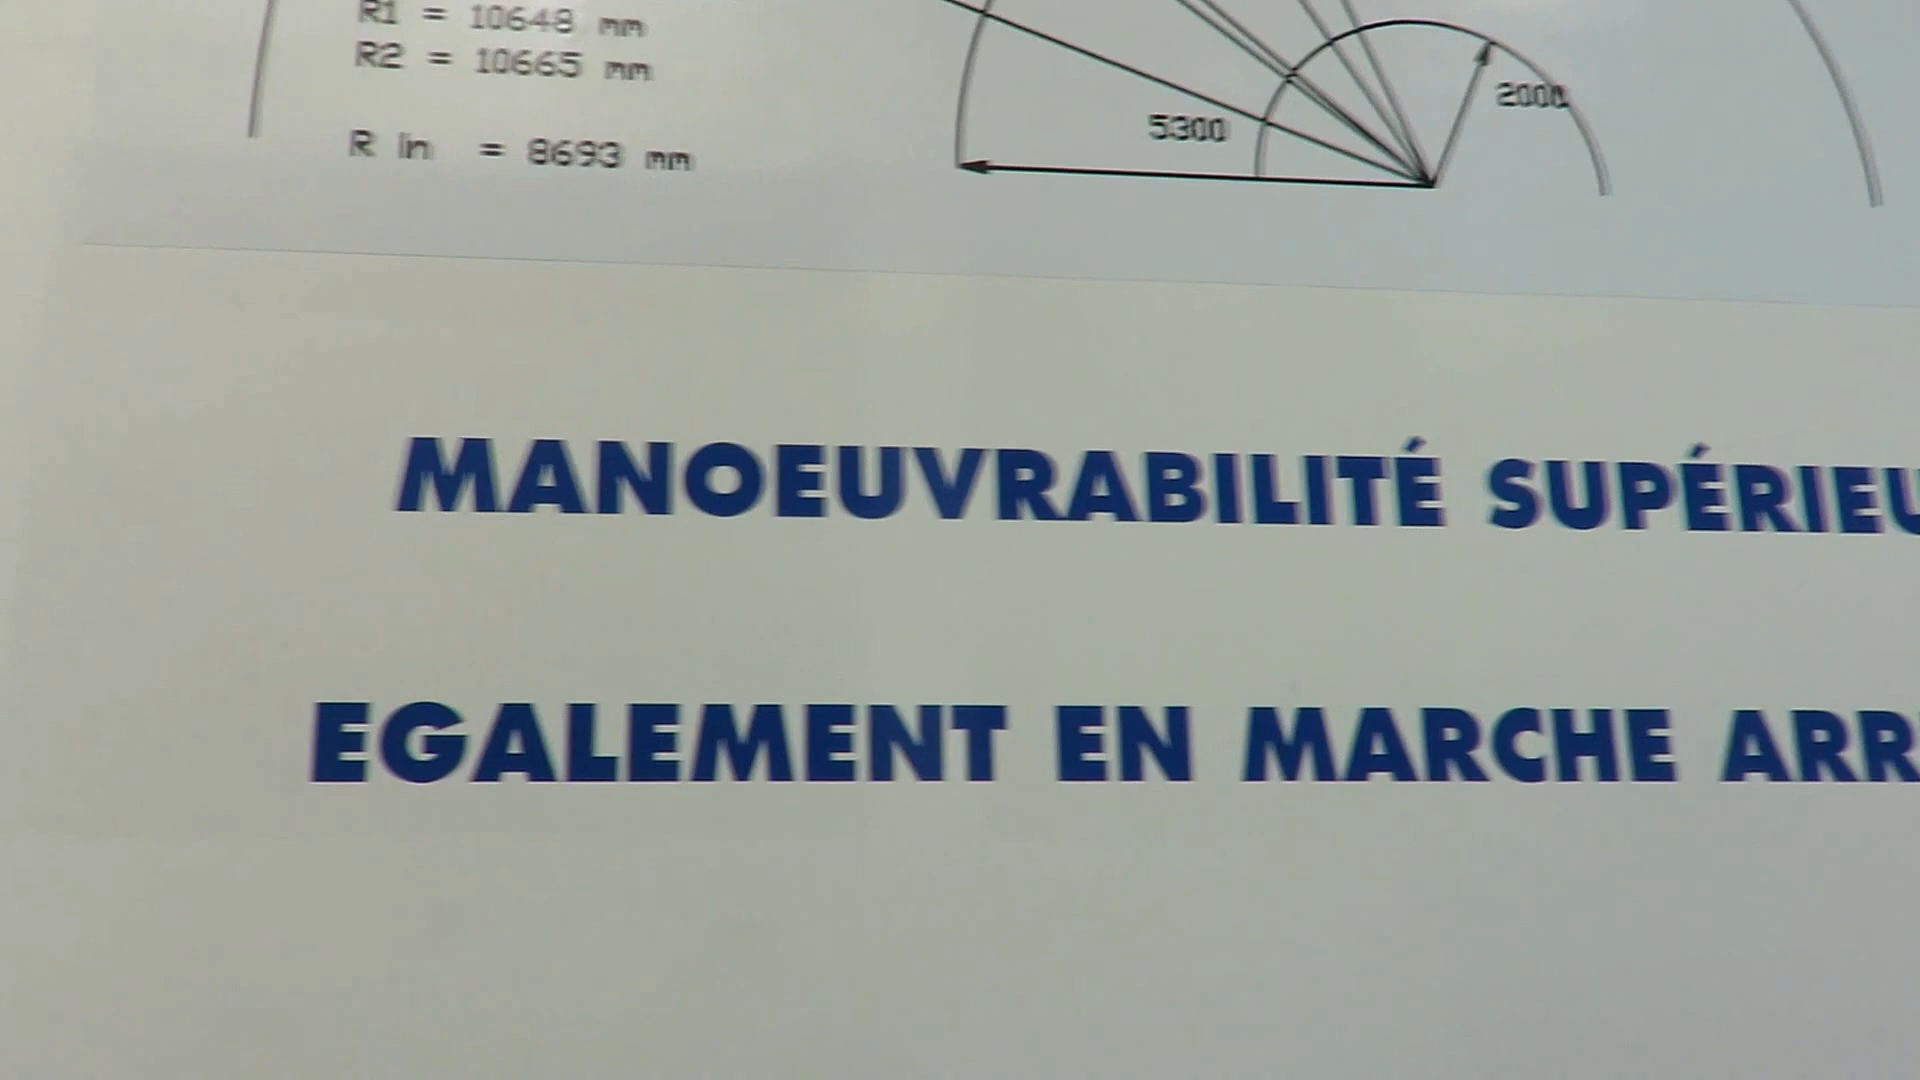 R1 = 10648 mm
R2 = 10665 mm
R in = 8693 mm
5300
2000
MANOEUVRABILITÉ SUPÉRIEU
EGALEMENT EN MARCHE ARR